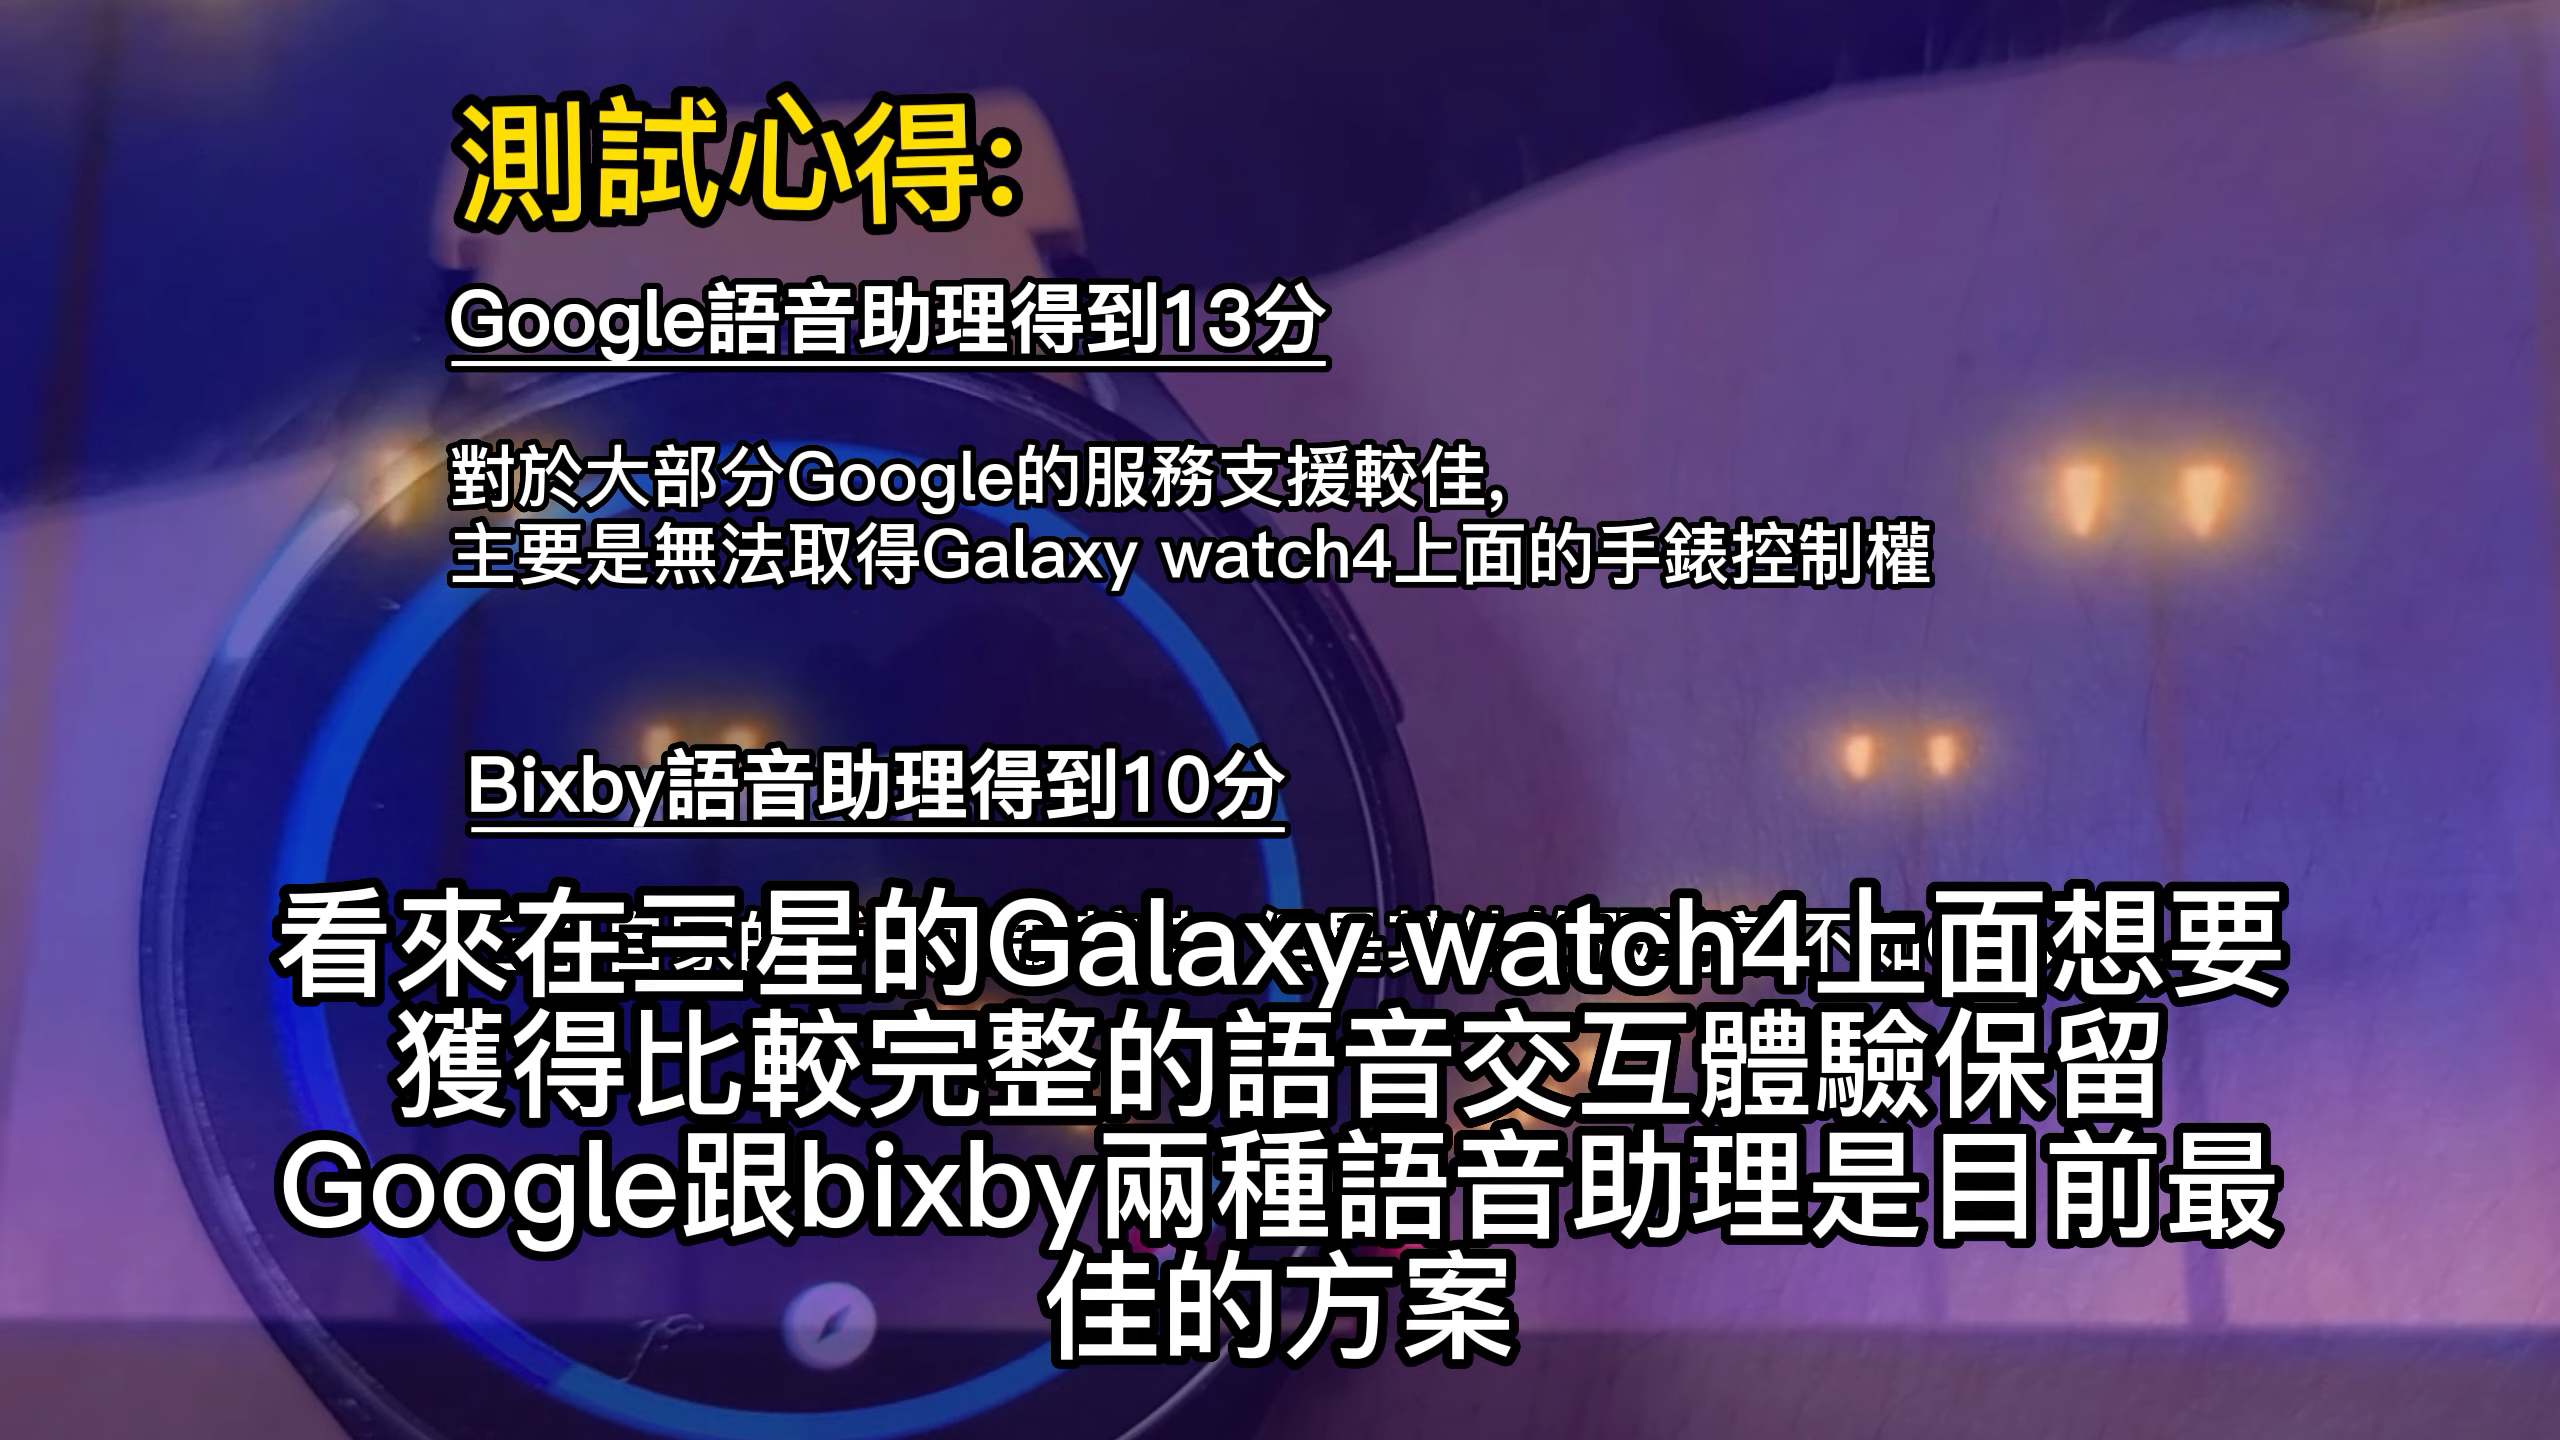 測試心得:
Google語音助理得到13分
對於大部分Google的服務支援較佳,
主要是無法取得Galaxy watch4上面的手錶控制權
Bixby語音助理得到10分
看來在三星的Galaxy watch4上面想要
獲得比較完整的語音交互體驗保留
Google跟bixby兩種語音助理是目前最
佳的方案